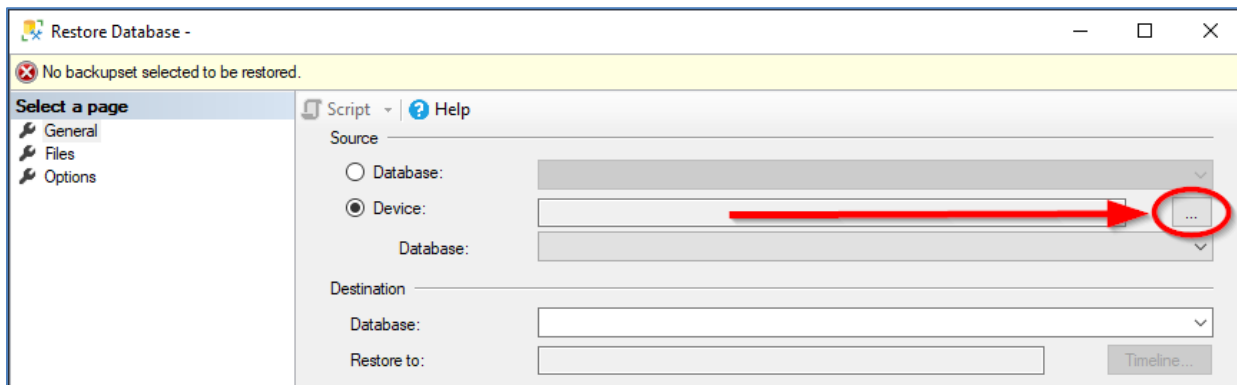 Restore Database -
No backupset selected to be restored.
Select a page
General
Files
Options
Script Help
Source
Database:
Device:
...
Database:
Destination
Database:
Restore to:
Timeline...